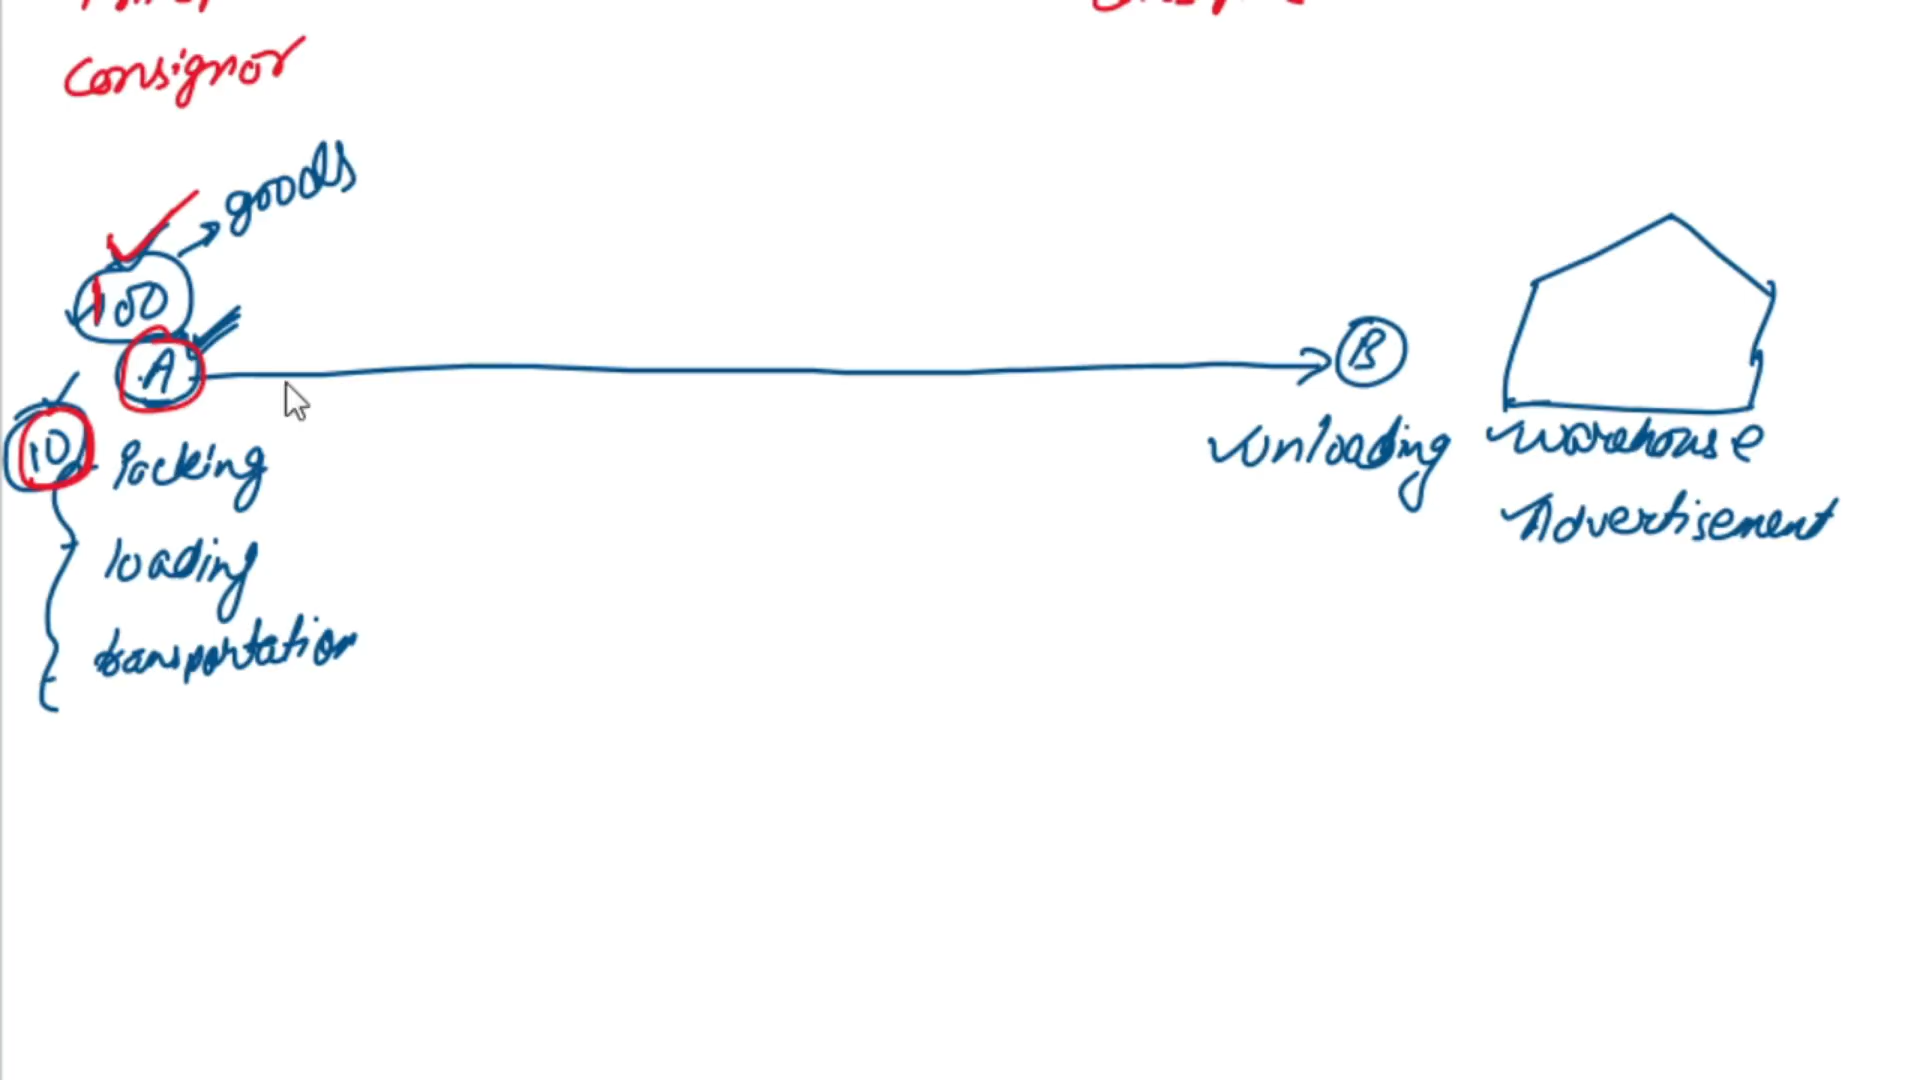 Consignor
goods
100
A
B
10
Packing
Unloading
warehouse
loading
Advertisement
transportation